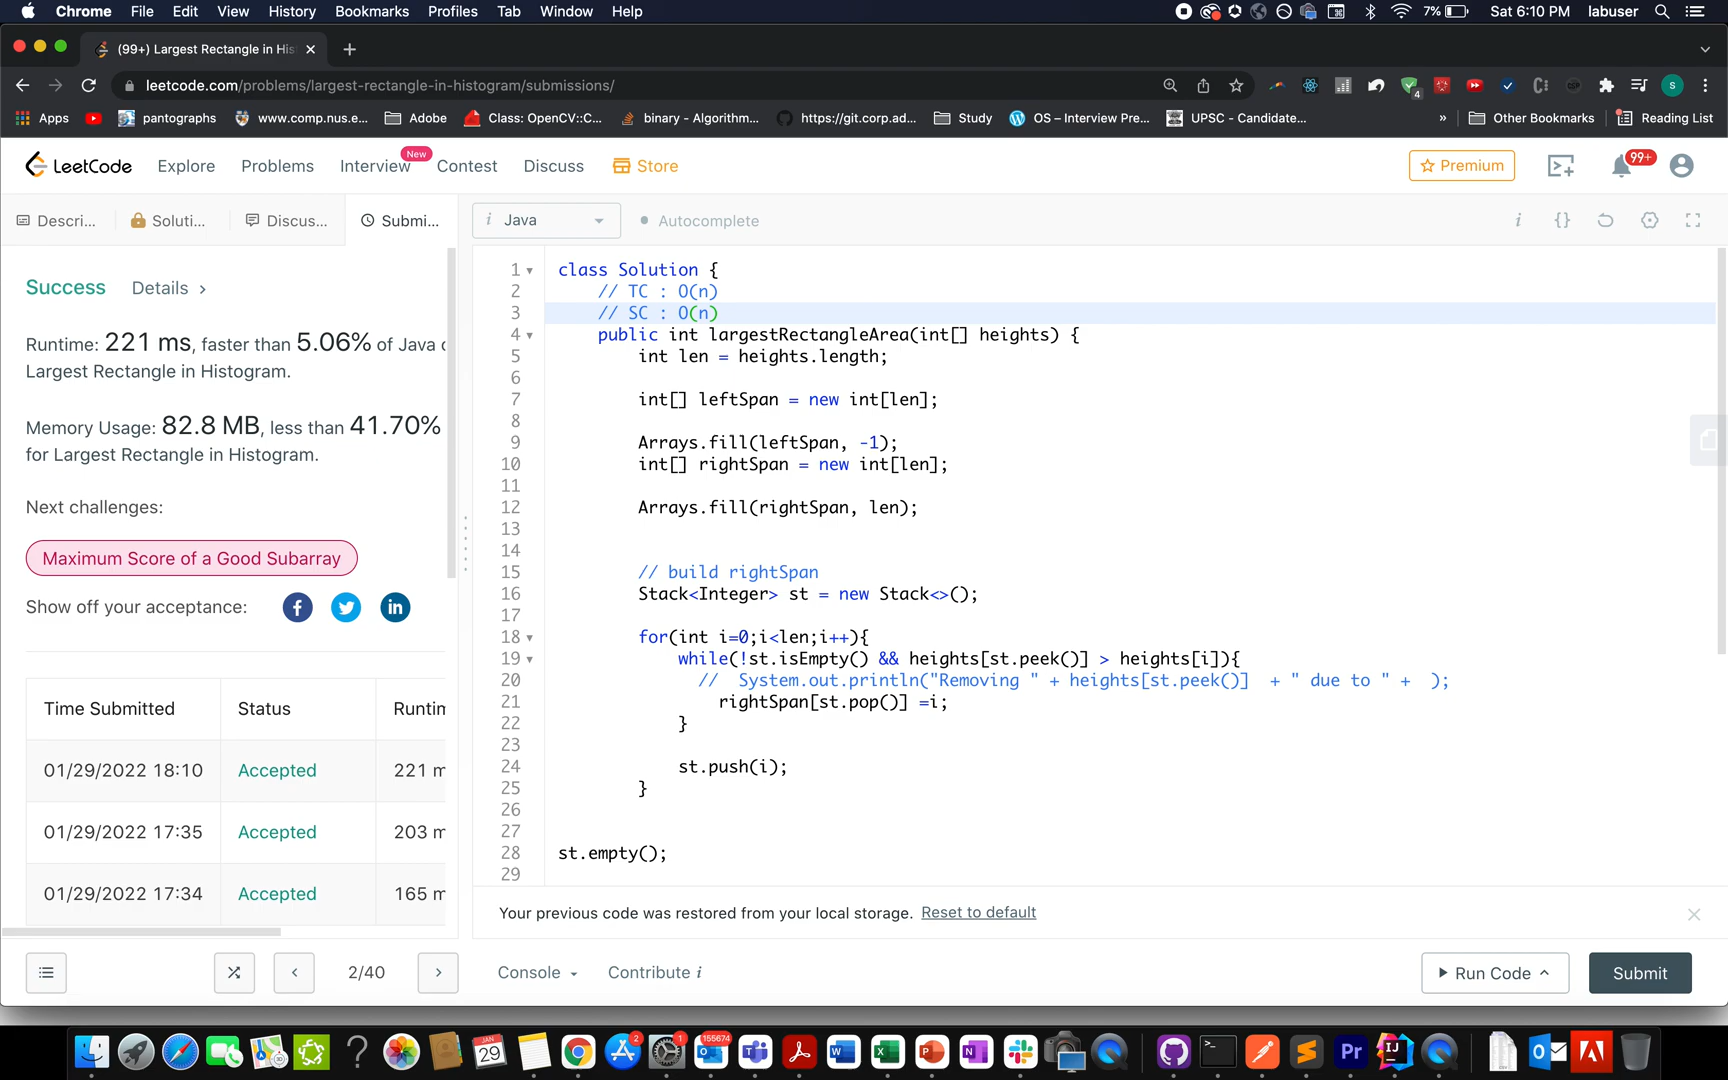 Chrome File Edit View History Bookmarks Profiles Tab Window Help
7% Sat 6:10 PM labuser
(99+) Largest Rectangle in His
leetcode.com/problems/largest-rectangle-in-histogram/submissions/
4
S
Apps pantographs www.comp.nus.e... Adobe Class: OpenCV::C... binary - Algorithm... https://git.corp.ad... Study OS – Interview Pre... UPSC - Candidate... » Other Bookmarks Reading List
LeetCode Explore Problems Interview New Contest Discuss Store Premium 99+
Descri... Soluti... Discus... Submi...
i Java Autocomplete
Success Details
Runtime: 221 ms, faster than 5.06% of Java o
Largest Rectangle in Histogram.
Memory Usage: 82.8 MB, less than 41.70%
for Largest Rectangle in Histogram.
Next challenges:
Maximum Score of a Good Subarray
Show off your acceptance:
Time Submitted Status Runtim
01/29/2022 18:10 Accepted 221 m
01/29/2022 17:35 Accepted 203 m
01/29/2022 17:34 Accepted 165 m
1 class Solution {
2 // TC : O(n)
3 // SC : O(n)
4 public int largestRectangleArea(int[] heights) {
5 int len = heights.length;
6
7 int[] leftSpan = new int[len];
8
9 Arrays.fill(leftSpan, -1);
10 int[] rightSpan = new int[len];
11
12 Arrays.fill(rightSpan, len);
13
14
15 // build rightSpan
16 Stack<Integer> st = new Stack<>();
17
18 for(int i=0;i<len;i++){
19 while(!st.isEmpty() && heights[st.peek()] > heights[i]){
20 // System.out.println("Removing " + heights[st.peek()] + " due to " + );
21 rightSpan[st.pop()] =i;
22 }
23
24 st.push(i);
25 }
26
27
28 st.empty();
29
Your previous code was restored from your local storage. Reset to default
2/40
Console Contribute i
Run Code Submit
2
JAN 29
1
155674